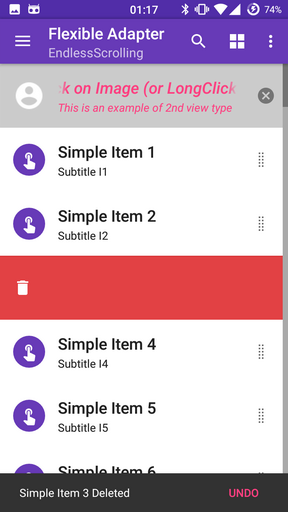 01:17
74%
Flexible Adapter
EndlessScrolling
k on Image (or LongClick
This is an example of 2nd view type
Simple Item 1
Subtitle I1
Simple Item 2
Subtitle I2
Simple Item 4
Subtitle I4
Simple Item 5
Subtitle I5
Simple Item 6
Simple Item 3 Deleted
UNDO